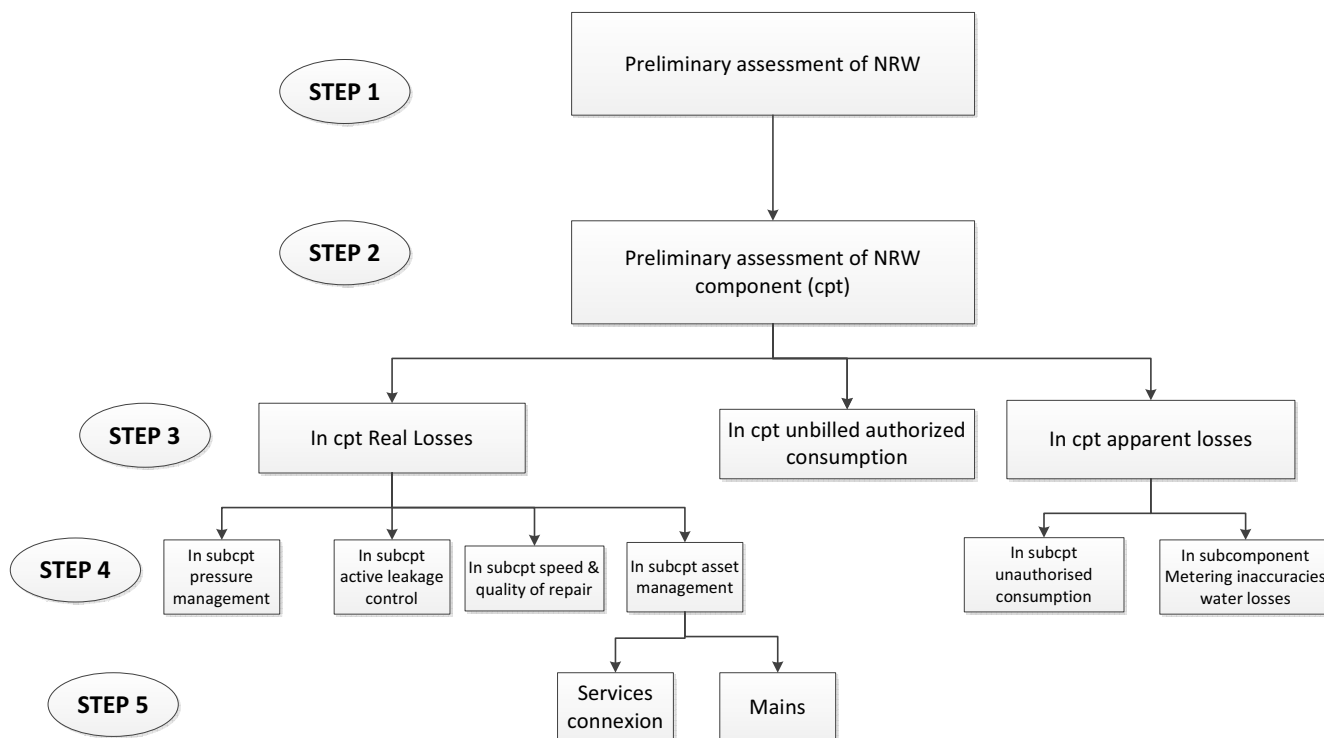 STEP 1
Preliminary assessment of NRW
STEP 2
Preliminary assessment of NRW
component (cpt)
STEP 3
In cpt Real Losses
In cpt unbilled authorized
consumption
In cpt apparent losses
STEP 4
In subcpt
pressure
management
In subcpt
active leakage
control
In subcpt speed &
quality of repair
In subcpt asset
management
In subcpt
unauthorised
consumption
In subcomponent
Metering inaccuracies
water losses
STEP 5
Services
connexion
Mains